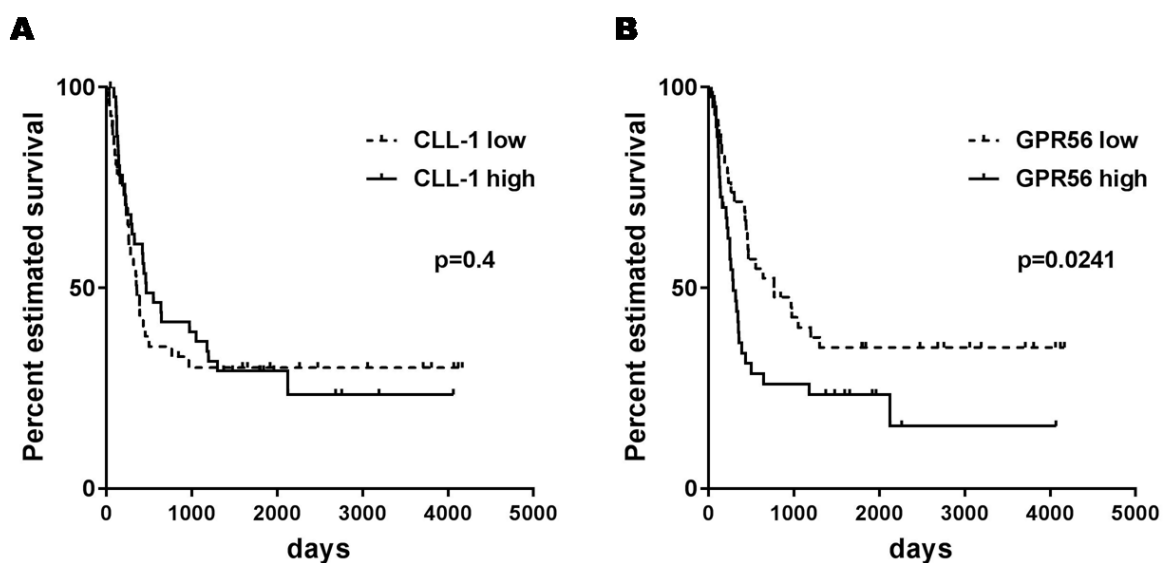 A
Percent estimated survival
100
50
0
CLL-1 low
CLL-1 high
p=0.4
0 1000 2000 3000 4000 5000
days
B
Percent estimated survival
100
50
0
GPR56 low
GPR56 high
p=0.0241
0 1000 2000 3000 4000 5000
days